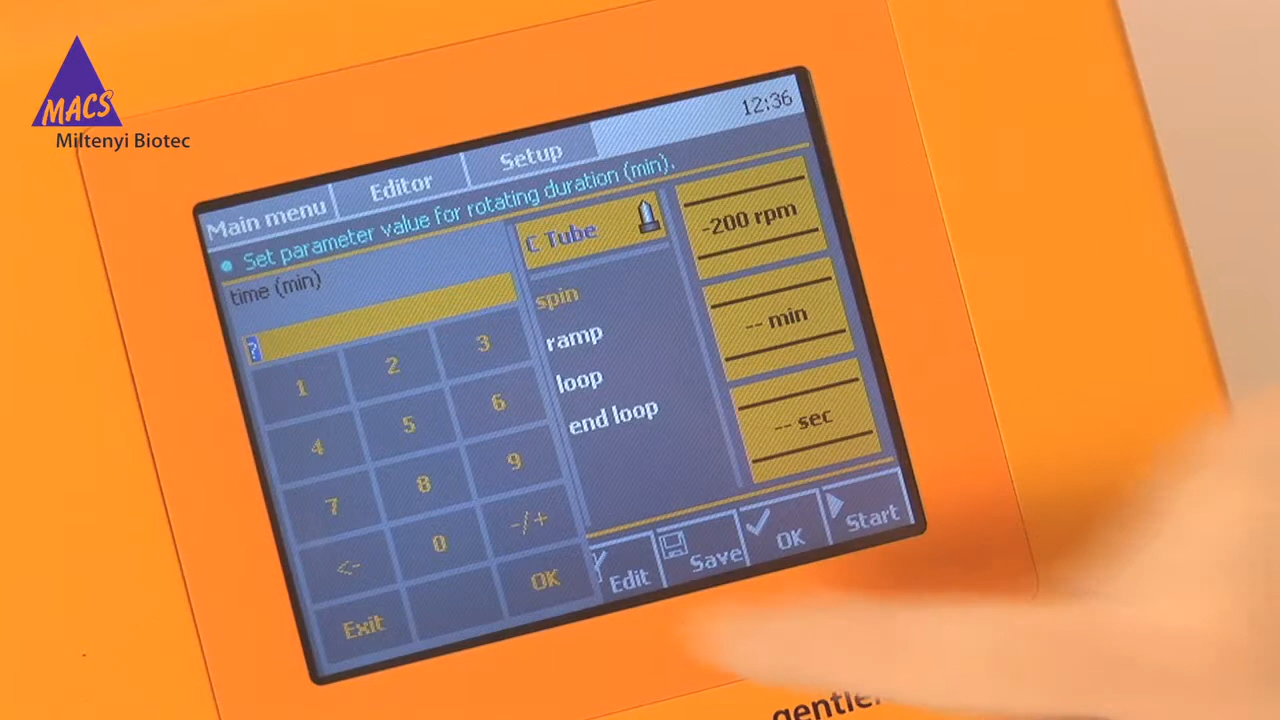 MACS
Miltenyi Biotec
12:36
Main menu
Editor
Setup
Set parameter value for rotating duration (min).
time (min)
?
1 2 3
4 5 6
7 8 9
<- 0 -/+
Exit OK
C Tube
spin
ramp
loop
end loop
-200 rpm
-- min
-- sec
Edit
Save
OK
Start